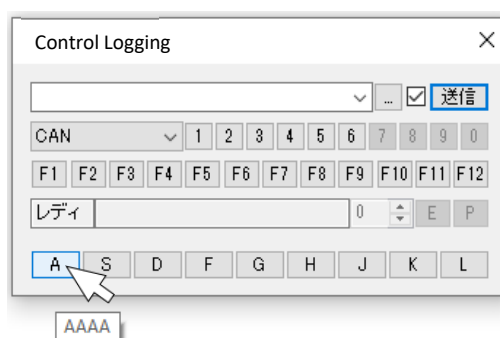 Control Logging
... 送信
CAN 1 2 3 4 5 6 7 8 9 0
F1 F2 F3 F4 F5 F6 F7 F8 F9 F10 F11 F12
レディ 0 E P
A S D F G H J K L
AAAA